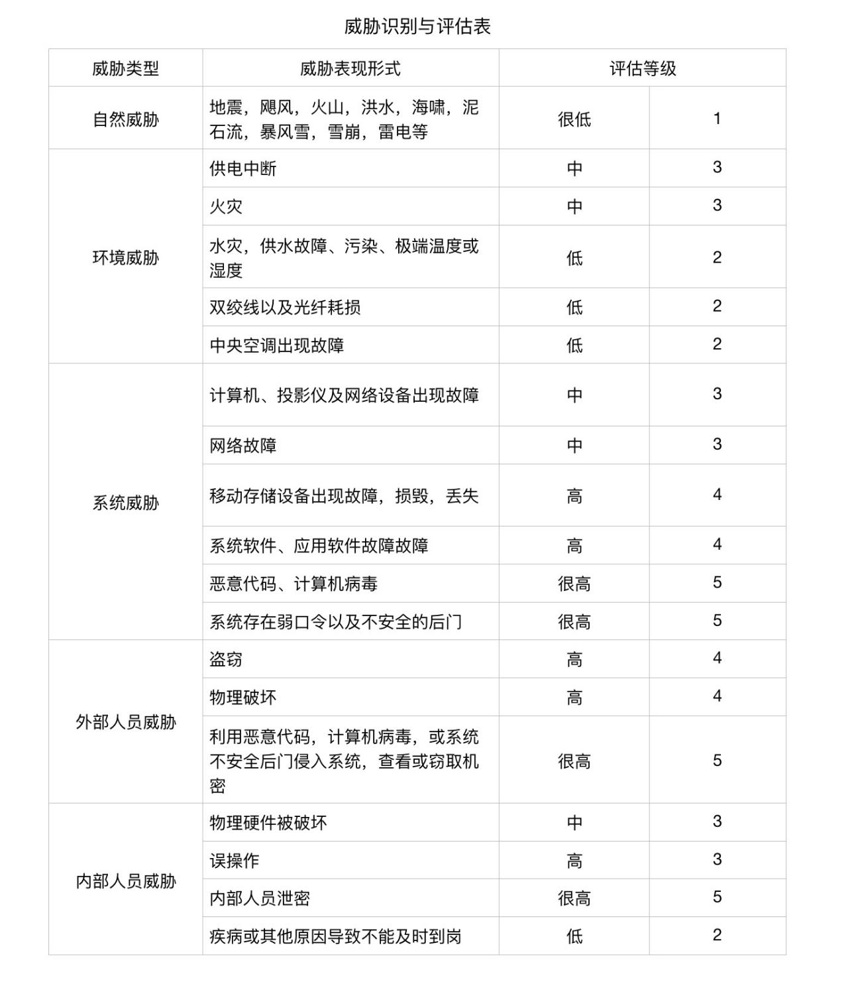 威胁识别与评估表
威胁类型 威胁表现形式 评估等级
自然威胁 地震，飓风，火山，洪水，海啸，泥
石流，暴风雪，雪崩，雷电等 很低 1
环境威胁 供电中断 中 3
火灾 中 3
水灾，供水故障、污染、极端温度或
湿度 低 2
双绞线以及光纤耗损 低 2
中央空调出现故障 低 2
系统威胁 计算机、投影仪及网络设备出现故障 中 3
网络故障 中 3
移动存储设备出现故障，损毁，丢失 高 4
系统软件、应用软件故障故障 高 4
恶意代码、计算机病毒 很高 5
系统存在弱口令以及不安全的后门 很高 5
外部人员威胁 盗窃 高 4
物理破坏 高 4
利用恶意代码，计算机病毒，或系统
不安全后门侵入系统，查看或窃取机
密 很高 5
内部人员威胁 物理硬件被破坏 中 3
误操作 高 3
内部人员泄密 很高 5
疾病或其他原因导致不能及时到岗 低 2